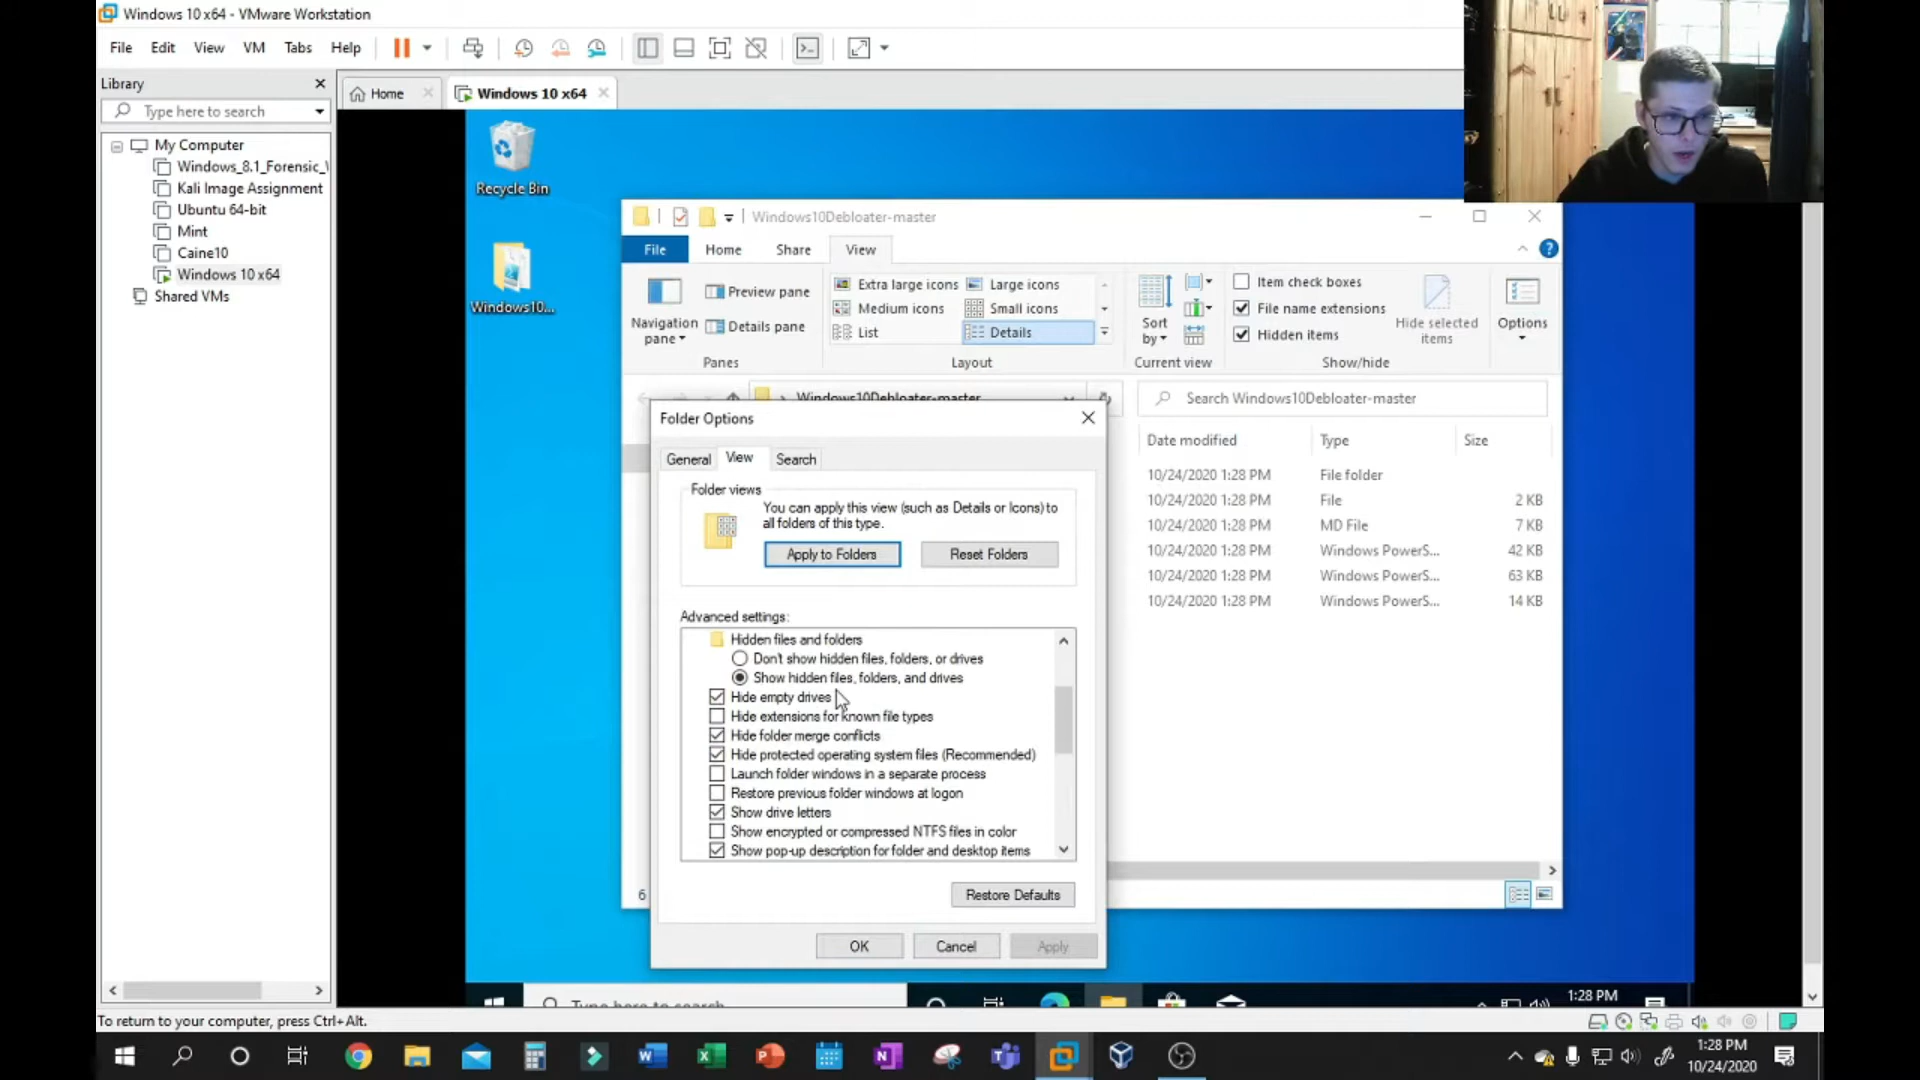 Windows 10 x64 - VMware Workstation
File Edit View VM Tabs Help
Library
Type here to search
My Computer
Windows_8.1_Forensic_
Kali Image Assignment
Ubuntu 64-bit
Mint
Caine10
Windows 10 x64
Shared VMs
Home
Windows 10 x64
Recycle Bin
Windows10...
Windows10Debloater-master
File Home Share View
Navigation pane
Preview pane
Details pane
Panes
Extra large icons Large icons
Medium icons Small icons
List Details
Layout
Sort by
Current view
Item check boxes
File name extensions
Hidden items
Hide selected items
Show/hide
Options
Windows10Debloater-master
Search Windows10Debloater-master
Date modified Type Size
10/24/2020 1:28 PM File folder
10/24/2020 1:28 PM File 2 KB
10/24/2020 1:28 PM MD File 7 KB
10/24/2020 1:28 PM Windows PowerS... 42 KB
10/24/2020 1:28 PM Windows PowerS... 63 KB
10/24/2020 1:28 PM Windows PowerS... 14 KB
6
Folder Options
General View Search
Folder views
You can apply this view (such as Details or Icons) to
all folders of this type.
Apply to Folders Reset Folders
Advanced settings:
Hidden files and folders
Don't show hidden files, folders, or drives
Show hidden files, folders, and drives
Hide empty drives
Hide extensions for known file types
Hide folder merge conflicts
Hide protected operating system files (Recommended)
Launch folder windows in a separate process
Restore previous folder windows at logon
Show drive letters
Show encrypted or compressed NTFS files in color
Show pop-up description for folder and desktop items
Restore Defaults
OK Cancel Apply
Type here to search
1:28 PM
To return to your computer, press Ctrl+Alt.
1:28 PM
10/24/2020